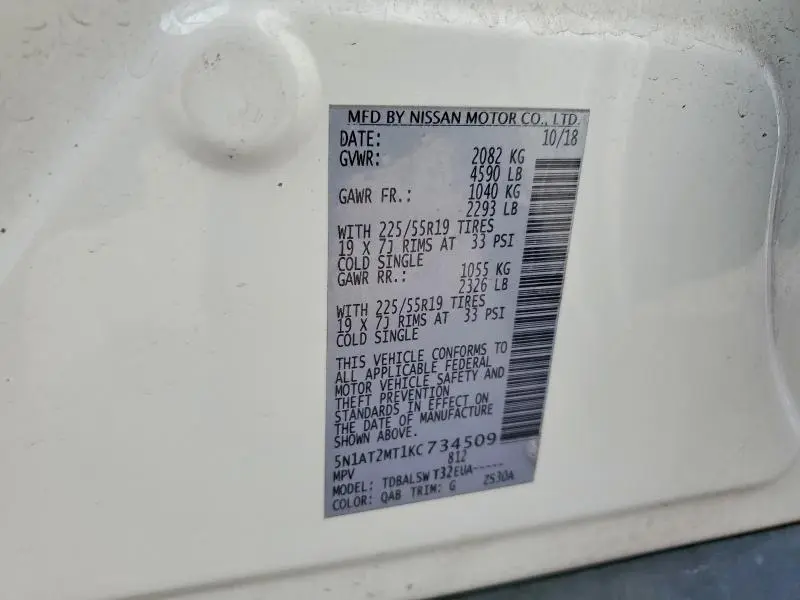 MFD BY NISSAN MOTOR CO., LTD.
DATE: 10/18
GVWR: 2082 KG
4590 LB
GAWR FR.: 1040 KG
2293 LB
WITH 225/55R19 TIRES
19 X 7J RIMS AT 33 PSI
COLD SINGLE
GAWR RR.: 1055 KG
2326 LB
WITH 225/55R19 TIRES
19 X 7J RIMS AT 33 PSI
COLD SINGLE
THIS VEHICLE CONFORMS TO
ALL APPLICABLE FEDERAL
MOTOR VEHICLE SAFETY AND
THEFT PREVENTION
STANDARDS IN EFFECT ON
THE DATE OF MANUFACTURE
SHOWN ABOVE.
5N1AT2MT1KC734509
MPV 812
MODEL: TDBALSW T32EUA-----
COLOR: QAB TRIM: G ZS30A